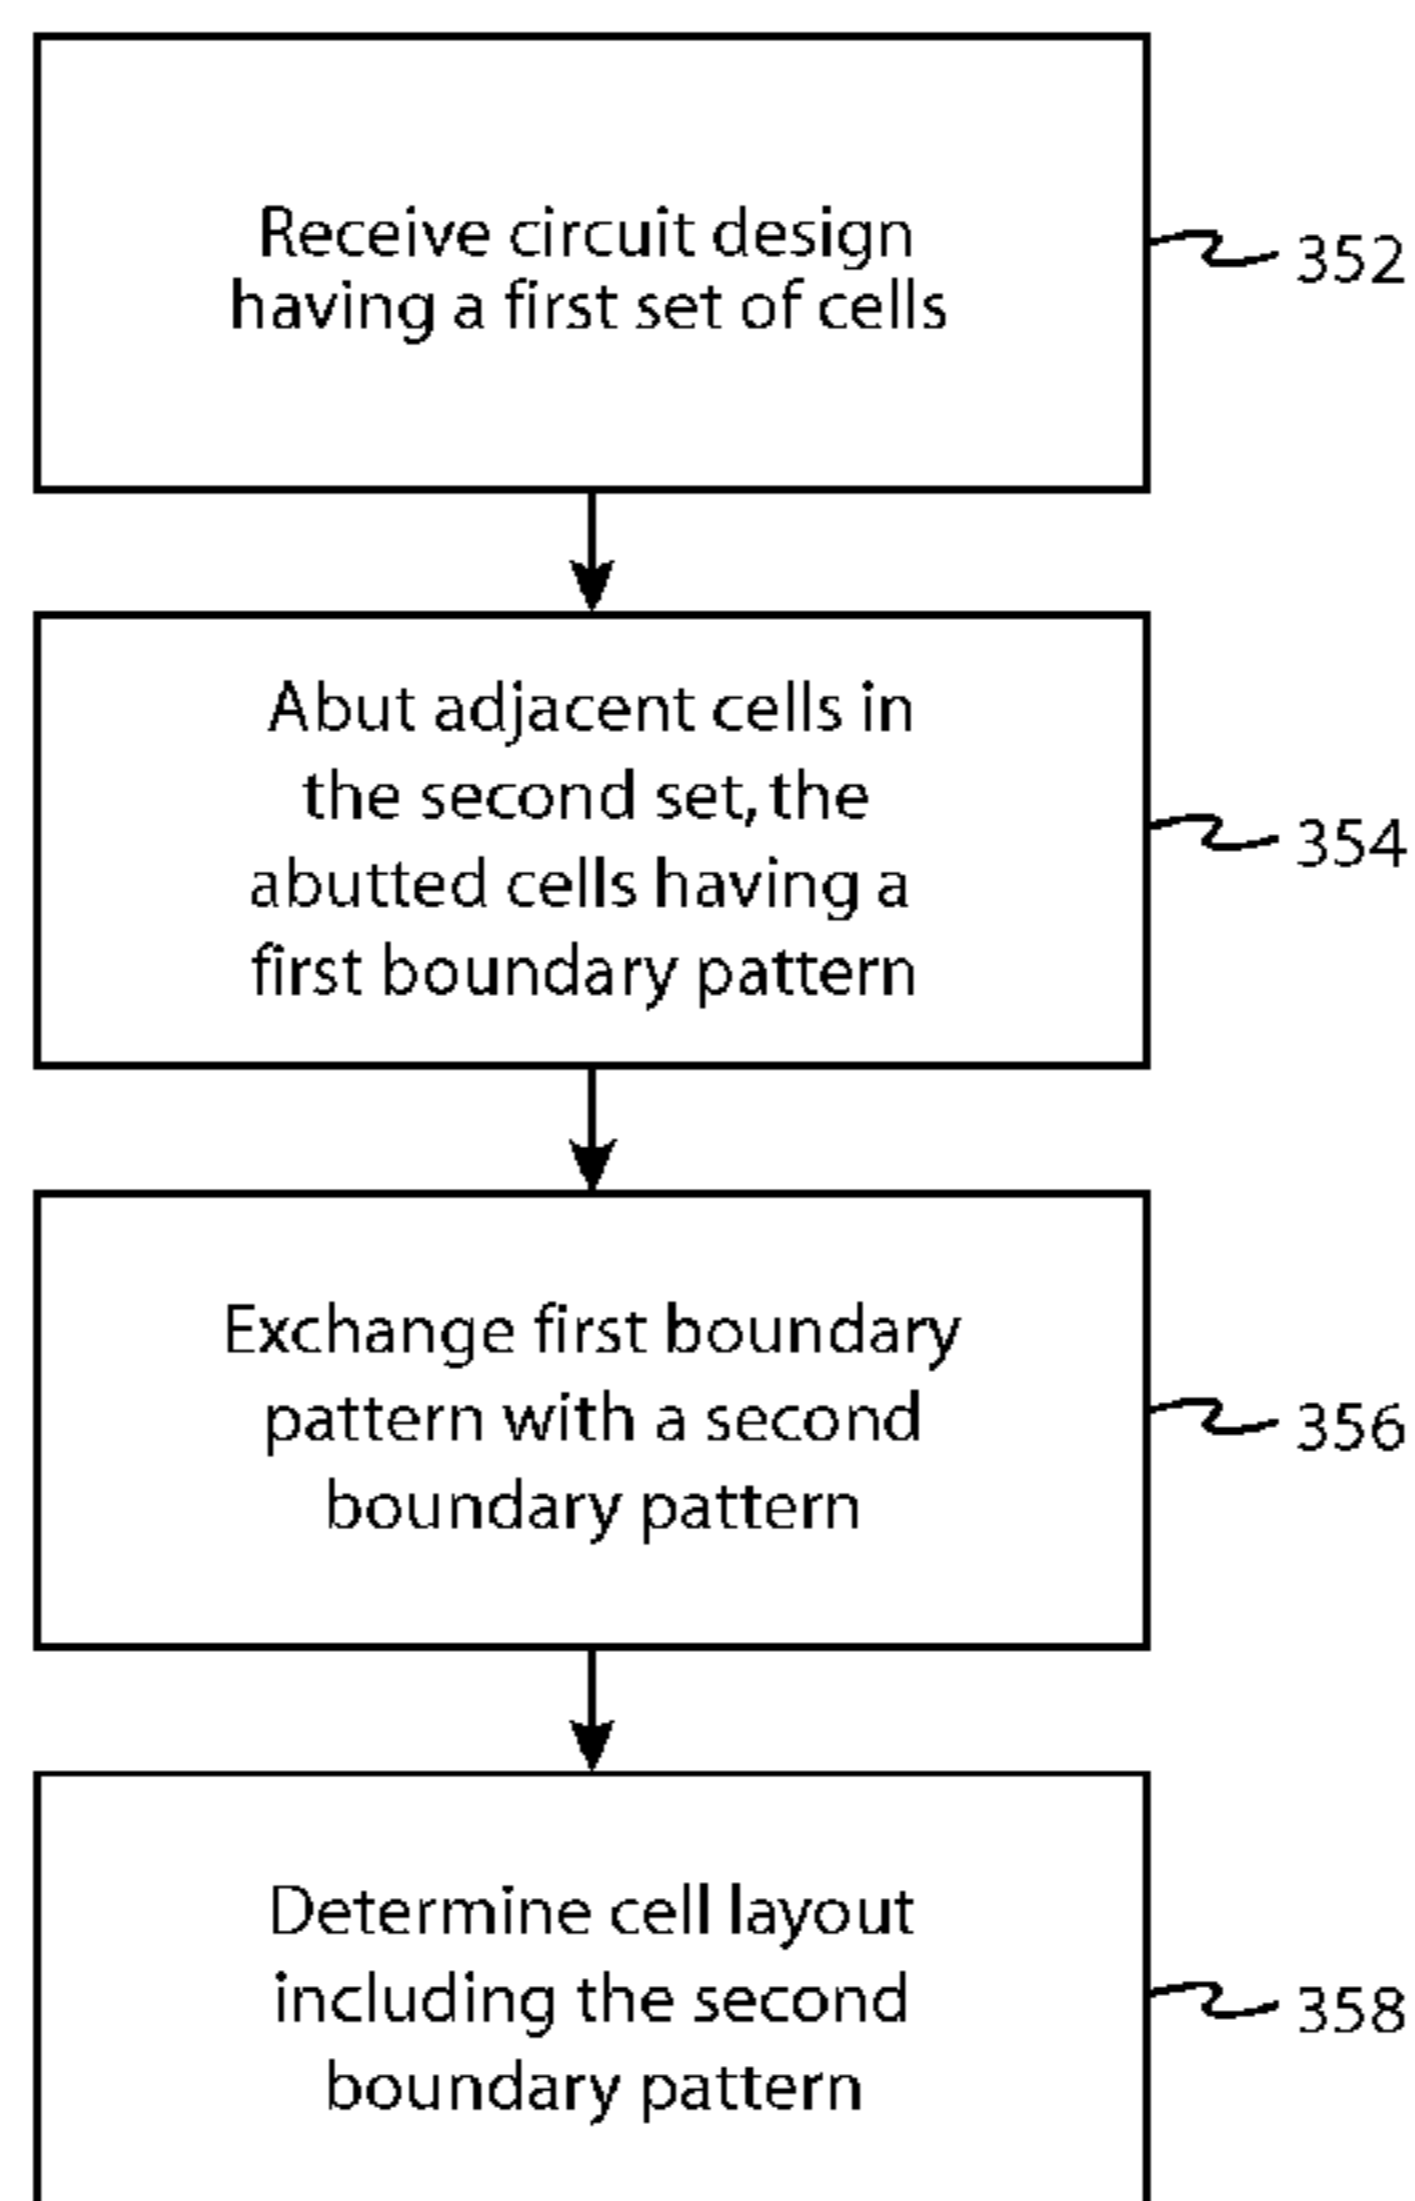 Receive circuit design
having a first set of cells
352
Abut adjacent cells in
the second set, the
abutted cells having a
first boundary pattern
354
Exchange first boundary
pattern with a second
boundary pattern
356
Determine cell layout
including the second
boundary pattern
358